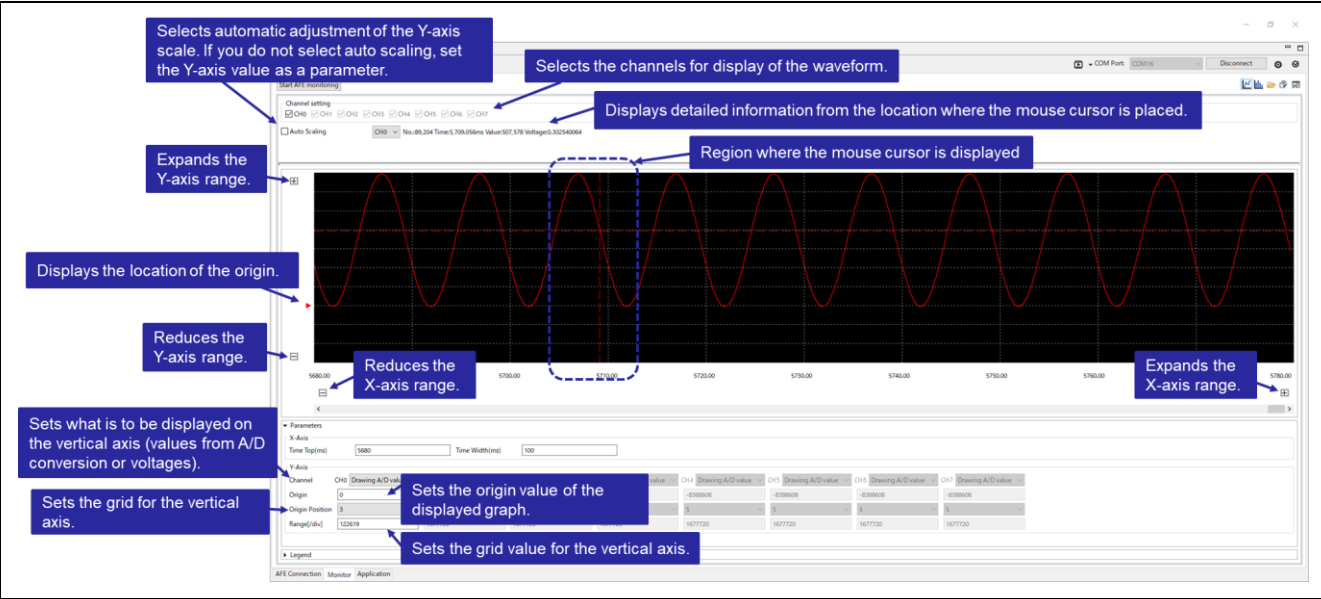 Selects automatic adjustment of the Y-axis
scale. If you do not select auto scaling, set
the Y-axis value as a parameter.
Selects the channels for display of the waveform.
COM Port: COM16 Disconnect
Start AFE monitoring
Channel setting
CH0 CH1 CH2 CH3 CH4 CH5 CH6 CH7
Displays detailed information from the location where the mouse cursor is placed.
Auto Scaling CH0 No.:89,204 Time:5,709.056ms Value:507,578 Voltage:0.302540064
Region where the mouse cursor is displayed
Expands the
Y-axis range.
Displays the location of the origin.
Reduces the
Y-axis range.
Reduces the
X-axis range.
Expands the
X-axis range.
5680.00 5700.00 5710.00 5720.00 5730.00 5740.00 5750.00 5760.00 5780.00
Sets what is to be displayed on
the vertical axis (values from A/D
conversion or voltages).
Parameters
X-Axis
Time Top(ms) 5680 Time Width(ms) 100
Y-Axis
Channel CH0 Drawing A/D value value CH4 Drawing A/D value CH5 Drawing A/D value CH6 Drawing A/D value CH7 Drawing A/D value
Origin 0 -8388608 -8388608 -8388608 -8388608
Sets the origin value of the
displayed graph.
Sets the grid for the vertical
axis.
Origin Position 3 5 5 5 5
Range[/div] 122619 1677720 1677720 1677720 1677720
Sets the grid value for the vertical axis.
Legend
AFE Connection Monitor Application